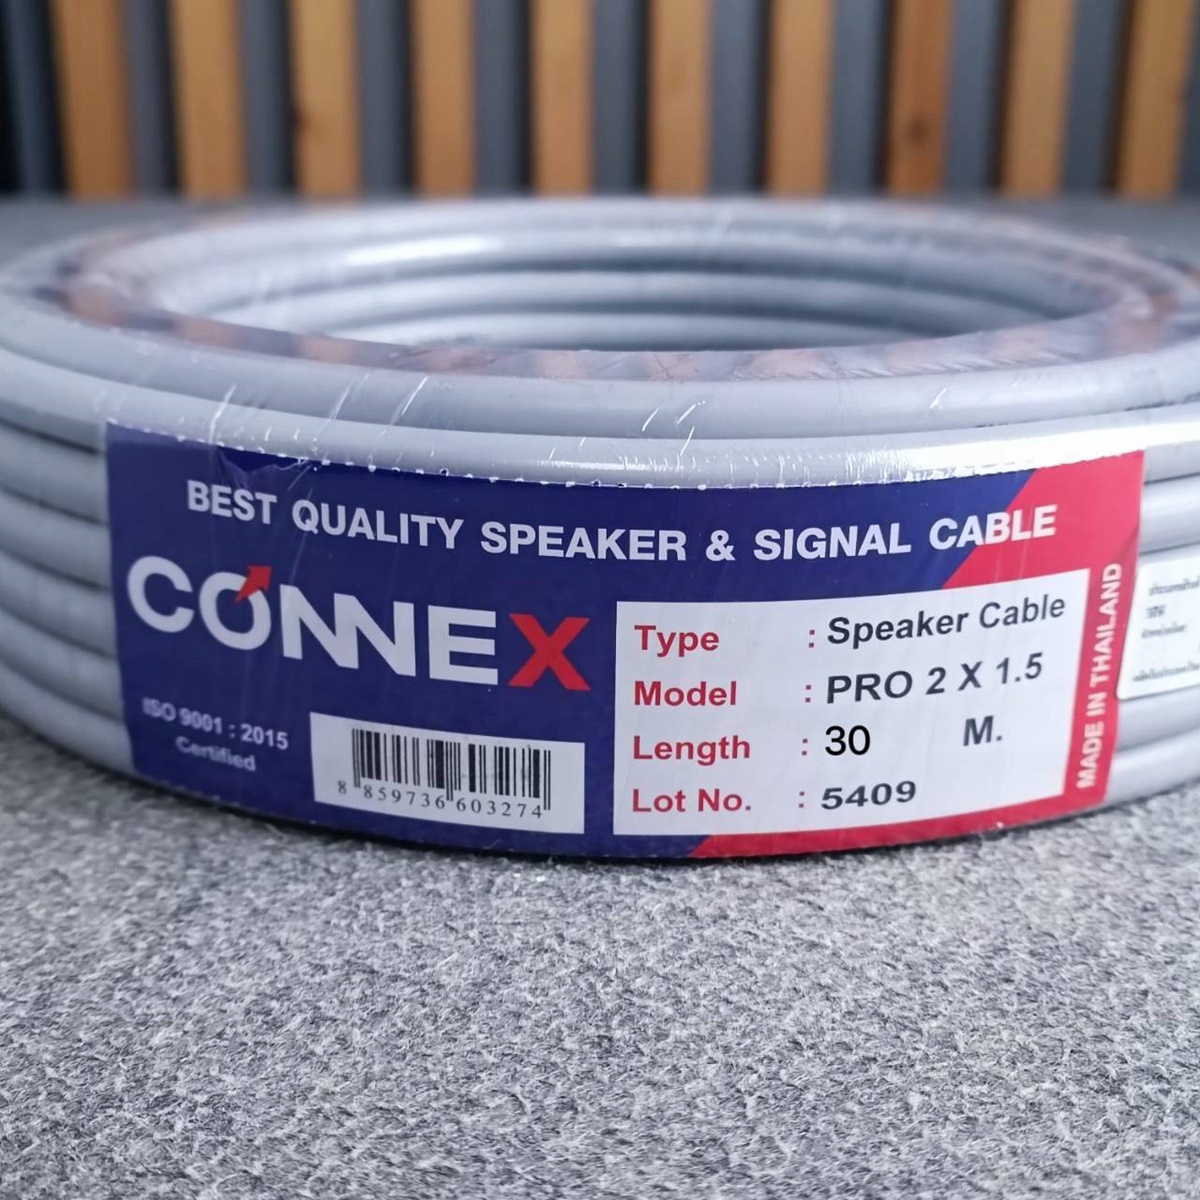 BEST QUALITY SPEAKER & SIGNAL CABLE
CONNEX
ISO 9001 : 2015
Certified
8 859736 603274
Type : Speaker Cable
Model : PRO 2 X 1.5
Length : 30 M.
Lot No. : 5409
MADE IN THAILAND